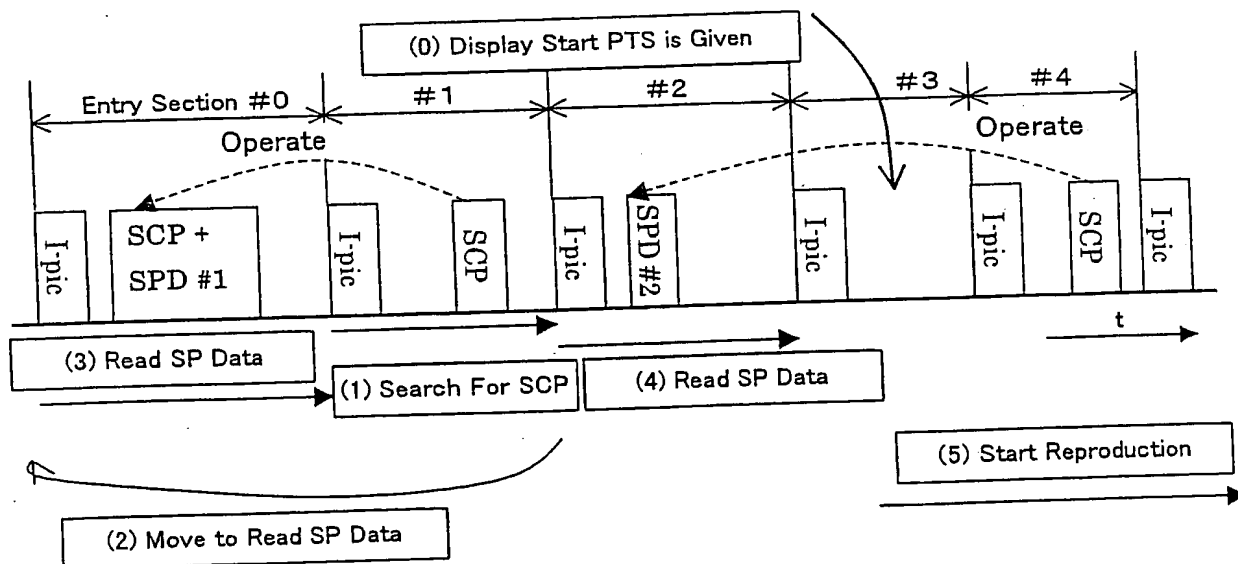 (0) Display Start PTS is Given
Entry Section #0
#1
#2
#3
#4
Operate
Operate
I-pic
SCP +
SPD #1
I-pic
SCP
I-pic
SPD #2
I-pic
I-pic
SCP
I-pic
t
(3) Read SP Data
(1) Search For SCP
(4) Read SP Data
(5) Start Reproduction
(2) Move to Read SP Data